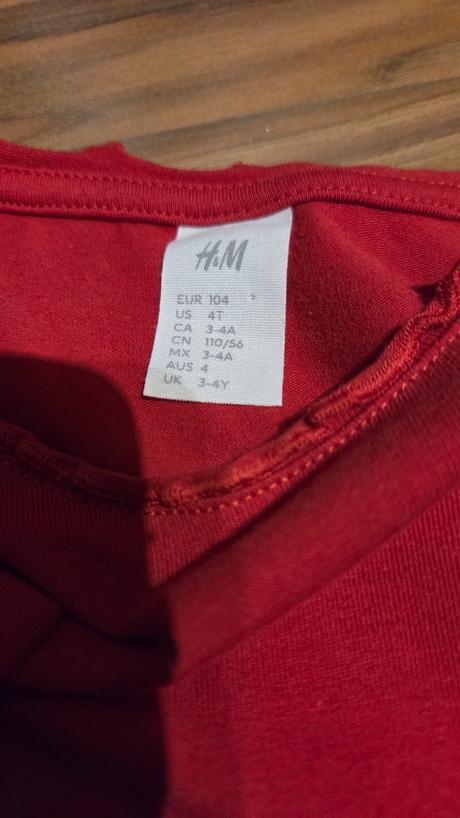 H&M
EUR 104
US 4T
CA 3-4A
CN 110/56
MX 3-4A
AUS 4
UK 3-4Y